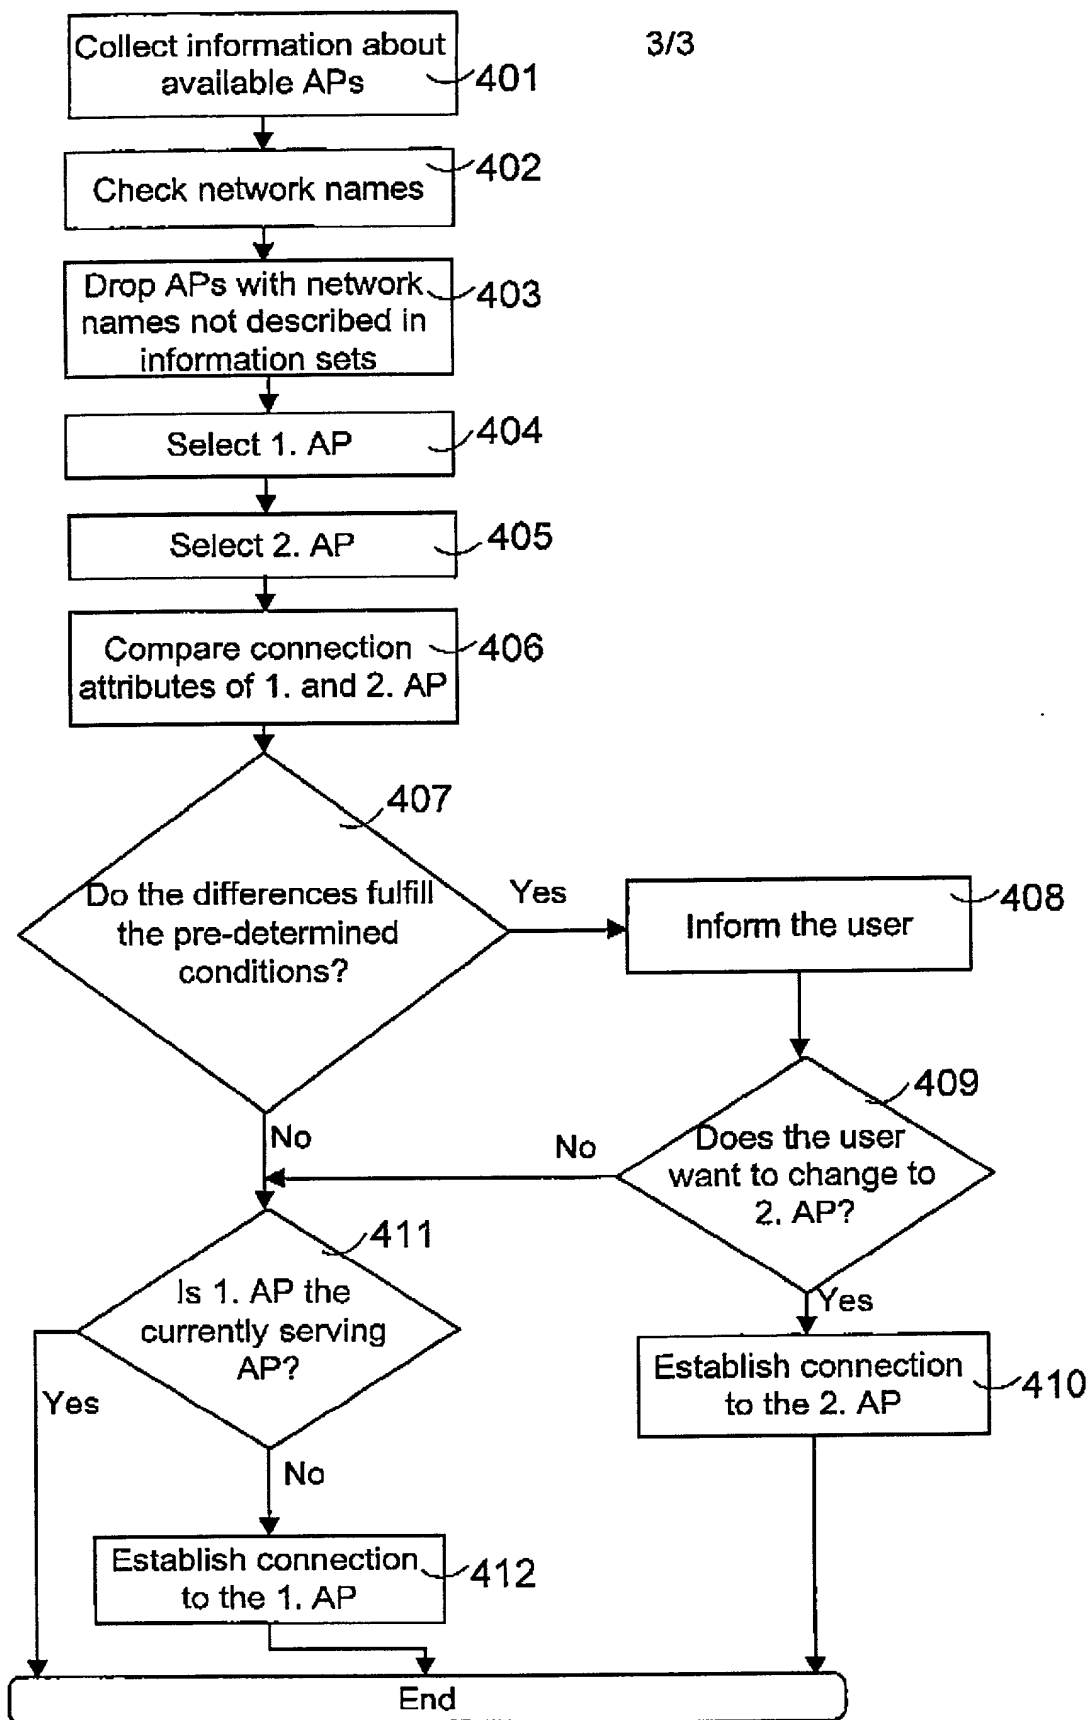 3/3
Collect information about
available APs
401
Check network names
402
Drop APs with network
names not described in
information sets
403
Select 1. AP
404
Select 2. AP
405
Compare connection
attributes of 1. and 2. AP
406
407
Do the differences fulfill
the pre-determined
conditions?
Yes
Inform the user
408
No
409
Does the user
want to change to
2. AP?
No
Yes
Establish connection
to the 2. AP
410
411
Is 1. AP the
currently serving
AP?
Yes
No
Establish connection
to the 1. AP
412
End